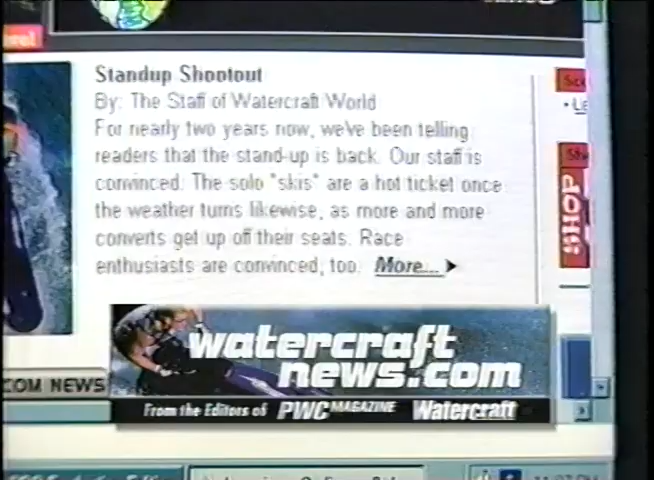 Standup Shootout
By: The Staff of Watercraft World
For nearly two years now, we've been telling
readers that the stand-up is back. Our staff is
convinced. The solo "skis" are a hot ticket once
the weather turns likewise, as more and more
converts get up off their seats. Race
enthusiasts are convinced, too. More...
SHOP
COM NEWS
watercraft
news.com
From the Editors of PWC MAGAZINE Watercraft